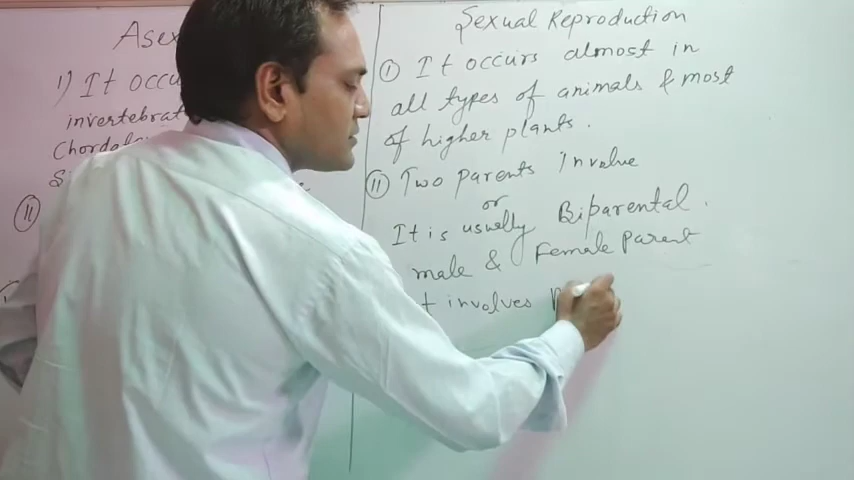 Asex
1) It occu
invertebrat
Chorda
(II)
Sexual Reproduction
(I) It occurs almost in
all types of animals & most
of higher plants.
(II) Two parents involve
or
It is usually Biparental.
male & Female parent
t involves